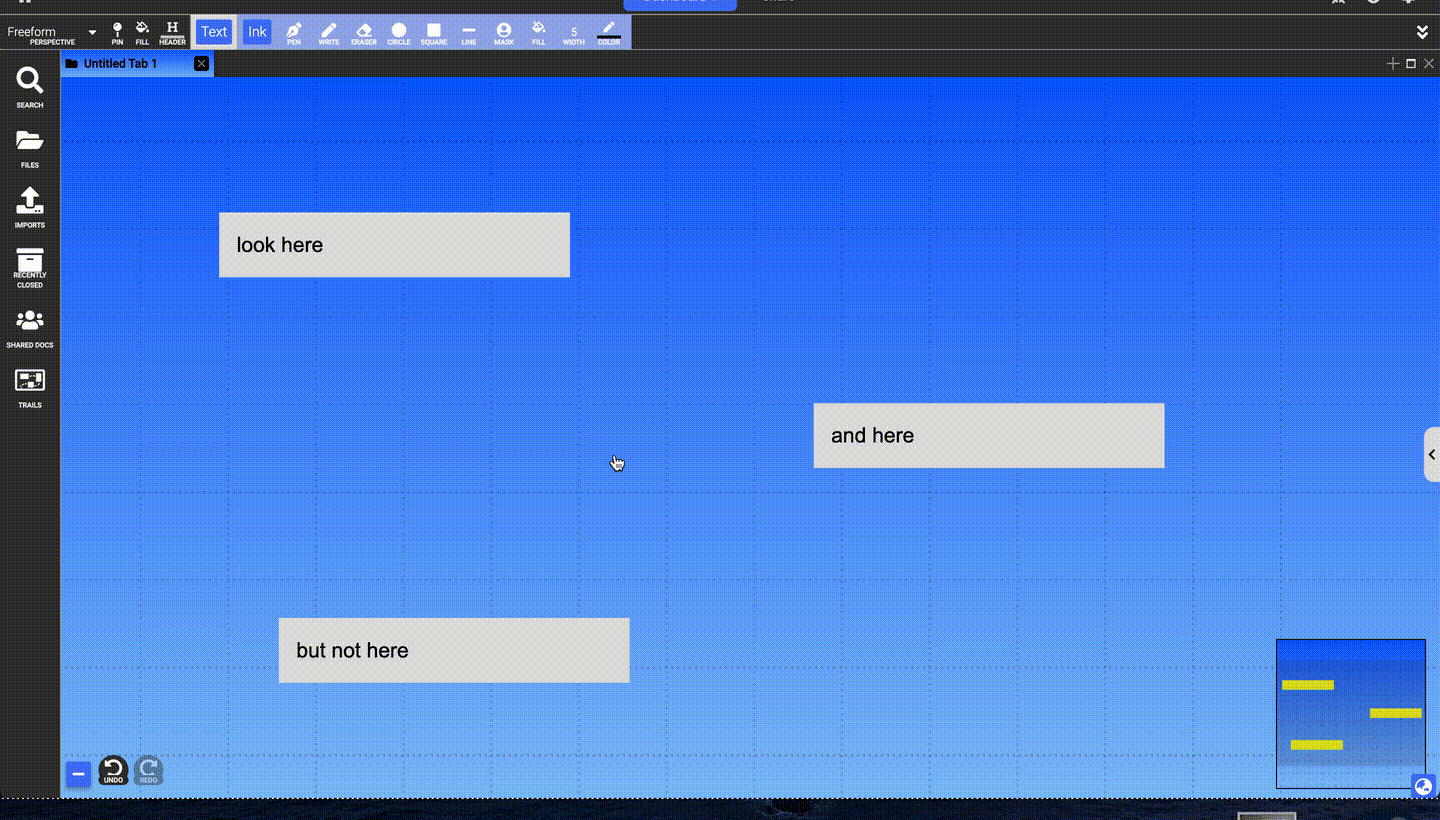 Freeform
PERSPECTIVE
PIN
FILL
HEADER
Text
Ink
PEN
WRITE
ERASER
CIRCLE
SQUARE
LINE
MASK
FILL
5
WIDTH
COLOR
Untitled Tab 1
SEARCH
FILES
IMPORTS
RECENTLY
CLOSED
SHARED DOCS
TRAILS
look here
and here
but not here
UNDO
REDO